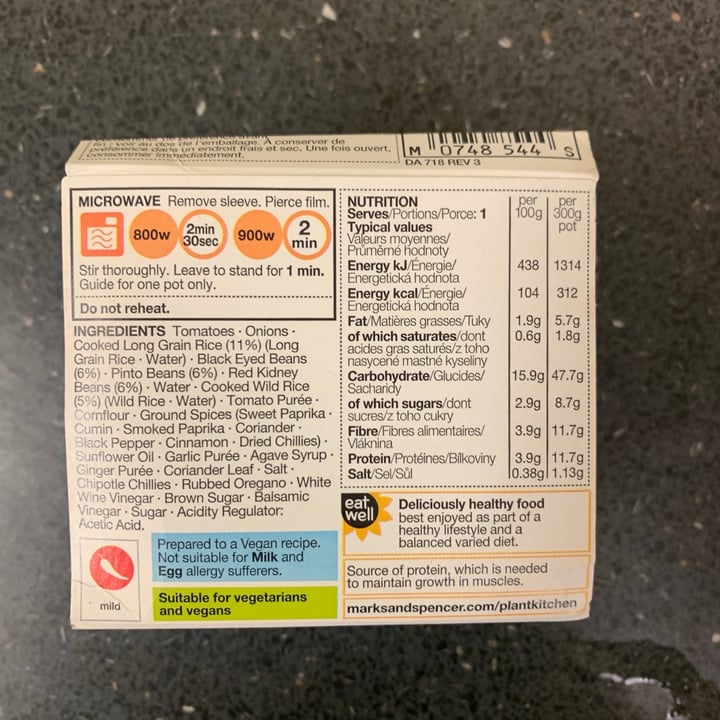 fin : voir au dos de l'emballage. À conserver de
préférence dans un endroit frais et sec. Une fois ouvert,
consommer immédiatement.
M 0748 544 S
DA 718 REV 3
MICROWAVE Remove sleeve. Pierce film.
800w 2min 30sec 900w 2 min
Stir thoroughly. Leave to stand for 1 min.
Guide for one pot only.
Do not reheat.
INGREDIENTS Tomatoes · Onions ·
Cooked Long Grain Rice (11%) (Long
Grain Rice · Water) · Black Eyed Beans
(6%) · Pinto Beans (6%) · Red Kidney
Beans (6%) · Water · Cooked Wild Rice
(5%) (Wild Rice · Water) · Tomato Purée ·
Cornflour · Ground Spices (Sweet Paprika ·
Cumin · Smoked Paprika · Coriander ·
Black Pepper · Cinnamon · Dried Chillies) ·
Sunflower Oil · Garlic Purée · Agave Syrup ·
Ginger Purée · Coriander Leaf · Salt ·
Chipotle Chillies · Rubbed Oregano · White
Wine Vinegar · Brown Sugar · Balsamic
Vinegar · Sugar · Acidity Regulator:
Acetic Acid.
mild
Prepared to a Vegan recipe.
Not suitable for Milk and
Egg allergy sufferers.
Suitable for vegetarians
and vegans
NUTRITION per 100g per 300g pot
Serves/Portions/Porce: 1
Typical values
Valeurs moyennes/
Průměrné hodnoty
Energy kJ/Énergie/ 438 1314
Energetická hodnota
Energy kcal/Énergie/ 104 312
Energetická hodnota
Fat/Matières grasses/Tuky 1.9g 5.7g
of which saturates/dont 0.6g 1.8g
acides gras saturés/z toho
nasycené mastné kyseliny
Carbohydrate/Glucides/ 15.9g 47.7g
Sacharidy
of which sugars/dont 2.9g 8.7g
sucres/z toho cukry
Fibre/Fibres alimentaires/ 3.9g 11.7g
Vláknina
Protein/Protéines/Bílkoviny 3.9g 11.7g
Salt/Sel/Sůl 0.38g 1.13g
eat
well
Deliciously healthy food
best enjoyed as part of a
healthy lifestyle and a
balanced varied diet.
Source of protein, which is needed
to maintain growth in muscles.
marksandspencer.com/plantkitchen